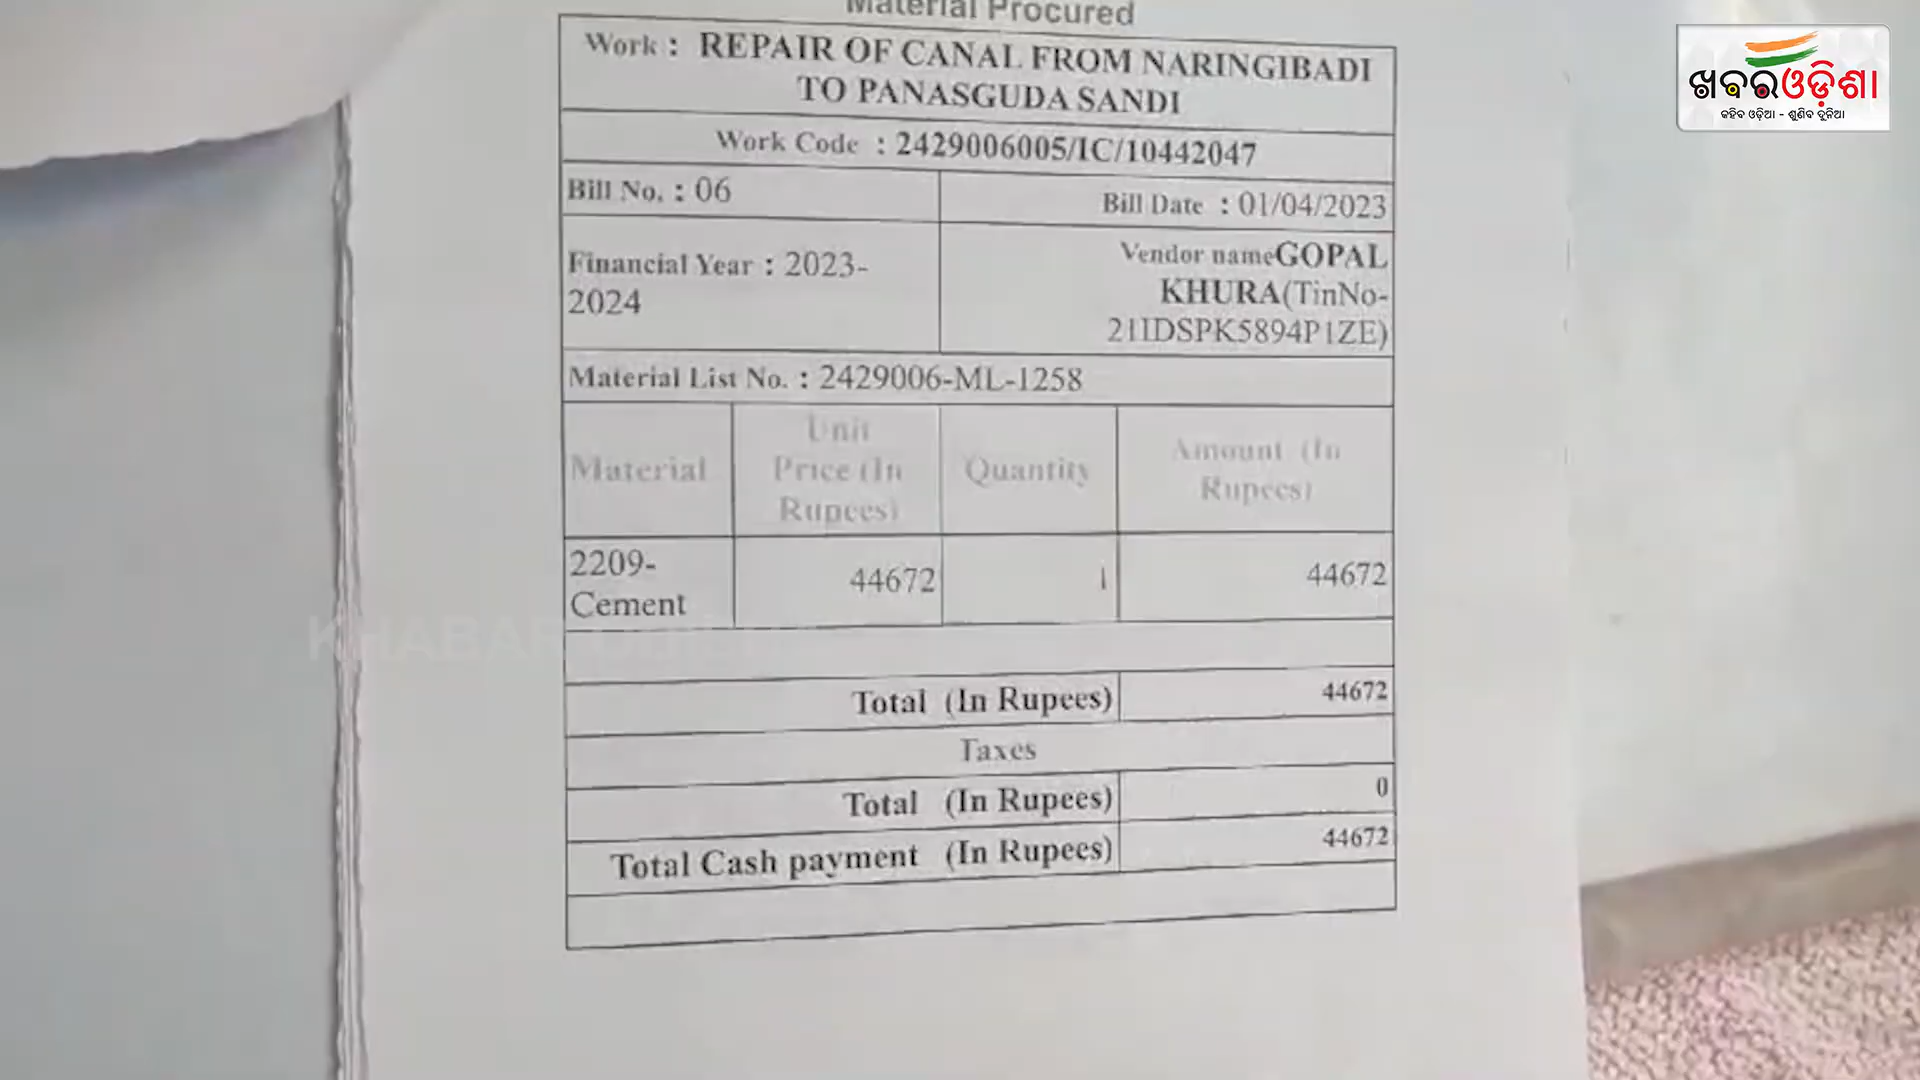 Material Procured
Work : REPAIR OF CANAL FROM NARINGIBADI
TO PANASGUDA SANDI
Work Code : 2429006005/IC/10442047
Bill No. : 06
Bill Date : 01/04/2023
Financial Year : 2023-
2024
Vendor nameGOPAL
KHURA(TinNo-
21IDSPK5894P1ZE)
Material List No. : 2429006-ML-1258
Material
Unit
Price (In
Rupees)
Quantity
Amount (In
Rupees)
2209-
Cement
44672
1
44672
Total (In Rupees)
44672
Taxes
Total (In Rupees)
0
Total Cash payment (In Rupees)
44672
ଖବରଓଡ଼ିଶା
କହିବ ଓଡ଼ିଆ - ଶୁଣିବ ଦୁନିଆ
KHABAR